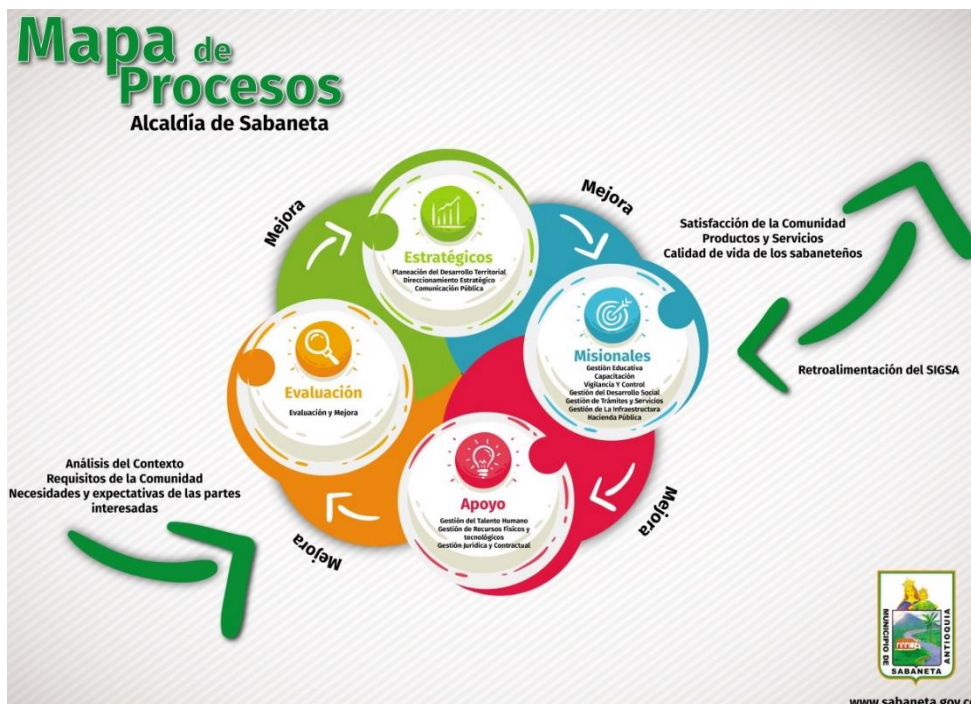 Mapa de
Procesos
Alcaldía de Sabaneta
Mejora
Mejora
Estratégicos
Planeación del Desarrollo Territorial
Direccionamiento Estratégico
Comunicación Pública
Satisfacción de la Comunidad
Productos y Servicios
Calidad de vida de los sabaneteños
Misionales
Gestión Educativa
Capacitación
Vigilancia Y Control
Gestión del Desarrollo Social
Gestión de Trámites y Servicios
Gestión de La Infraestructura
Hacienda Pública
Retroalimentación del SIGSA
Evaluación
Evaluación y Mejora
Análisis del Contexto
Requisitos de la Comunidad
Necesidades y expectativas de las partes
interesadas
Apoyo
Gestión del Talento Humano
Gestión de Recursos Físicos y
tecnológicos
Gestión Jurídica y Contractual
Mejora
Mejora
MUNICIPIO DE
SABANETA
ANTIOQUIA
www.sabaneta.gov.co